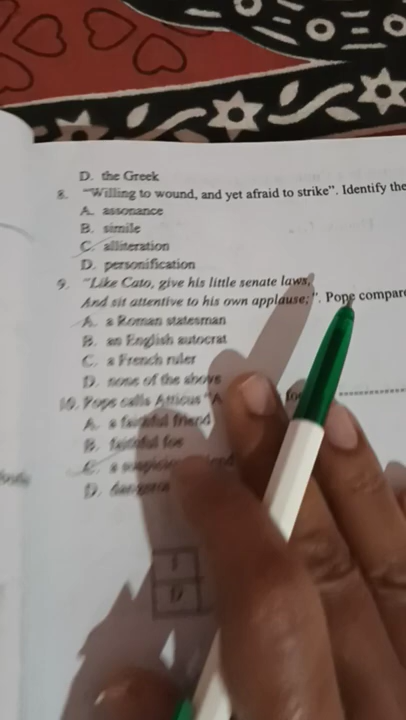 D. the Greek
8. "Willing to wound, and yet afraid to strike". Identify the
A. assonance
B. simile
C. alliteration
D. personification
9. "Like Cato, give his little senate laws,
And sit attentive to his own applause;". Pope compare
A. a Roman statesman
B. an English autocrat
C. a French ruler
D. none of the above
10. Pope calls Atticus "A
A. a faithful friend
B. faithful foe
C. a suspicio
D.